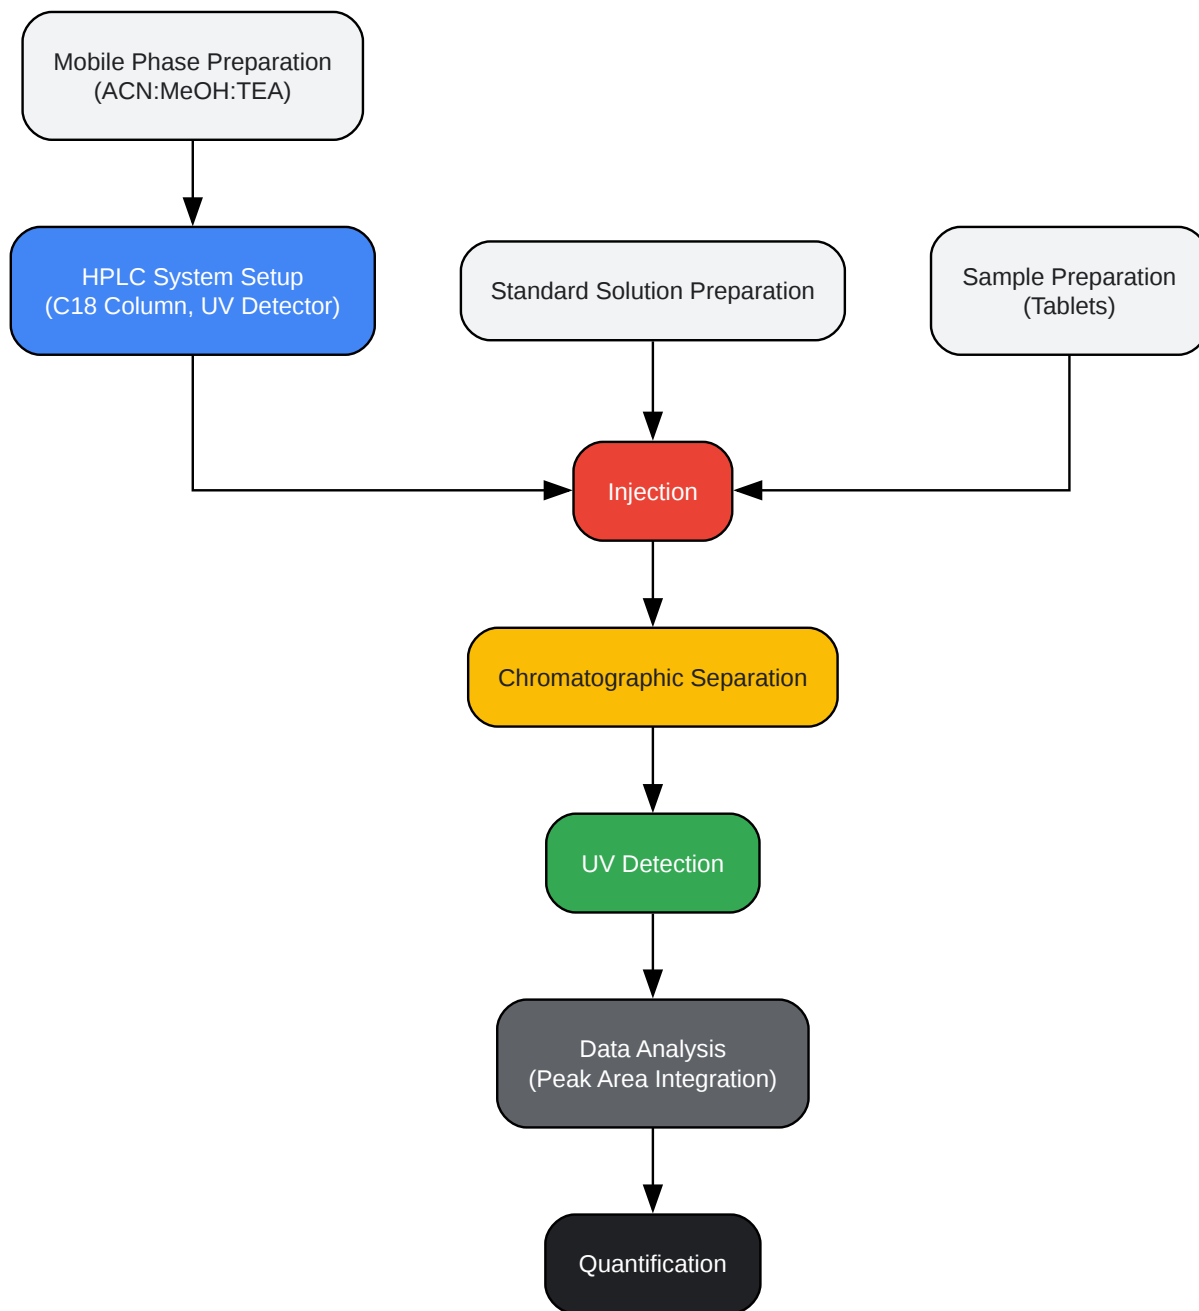 Mobile Phase Preparation
(ACN:MeOH:TEA)
HPLC System Setup
(C18 Column, UV Detector)
Standard Solution Preparation
Sample Preparation
(Tablets)
Injection
Chromatographic Separation
UV Detection
Data Analysis
(Peak Area Integration)
Quantification